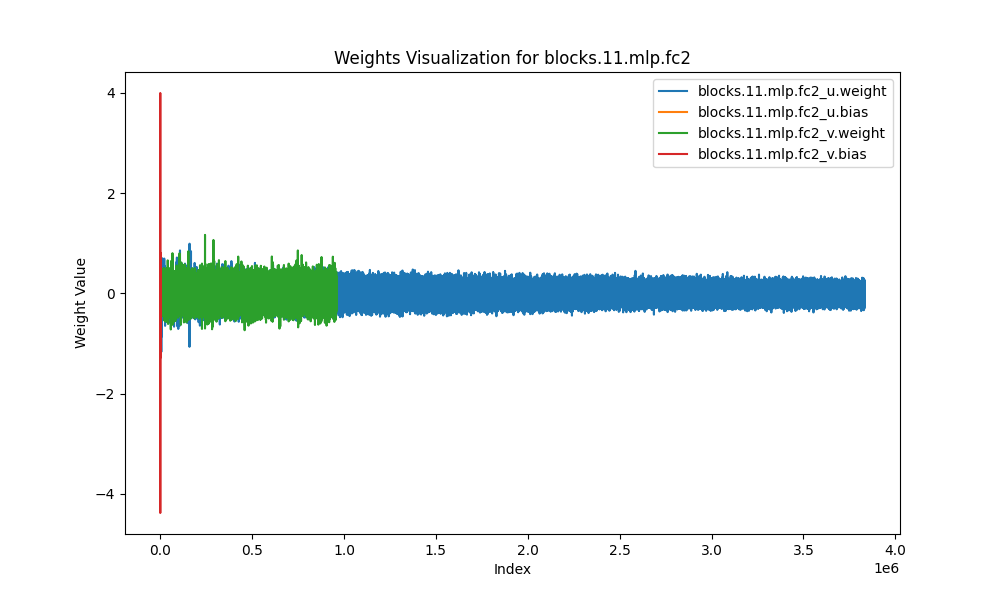 Weights Visualization for blocks.11.mlp.fc2
blocks.11.mlp.fc2_u.weight
blocks.11.mlp.fc2_u.bias
blocks.11.mlp.fc2_v.weight
blocks.11.mlp.fc2_v.bias
Weight Value
4
2
0
−2
−4
0.0 0.5 1.0 1.5 2.0 2.5 3.0 3.5 4.0
1e6
Index